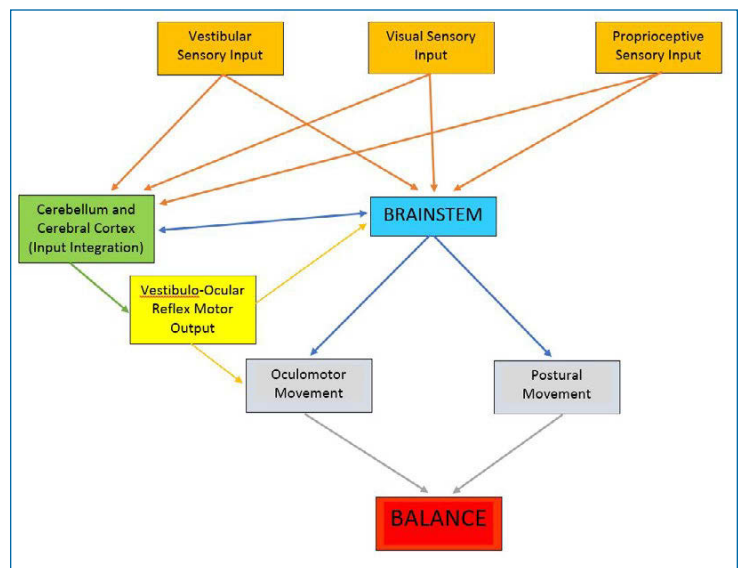 Vestibular
Sensory Input
Visual Sensory
Input
Proprioceptive
Sensory Input
Cerebellum and
Cerebral Cortex
(Input Integration)
BRAINSTEM
Vestibulo-Ocular
Reflex Motor
Output
Oculomotor
Movement
Postural
Movement
BALANCE